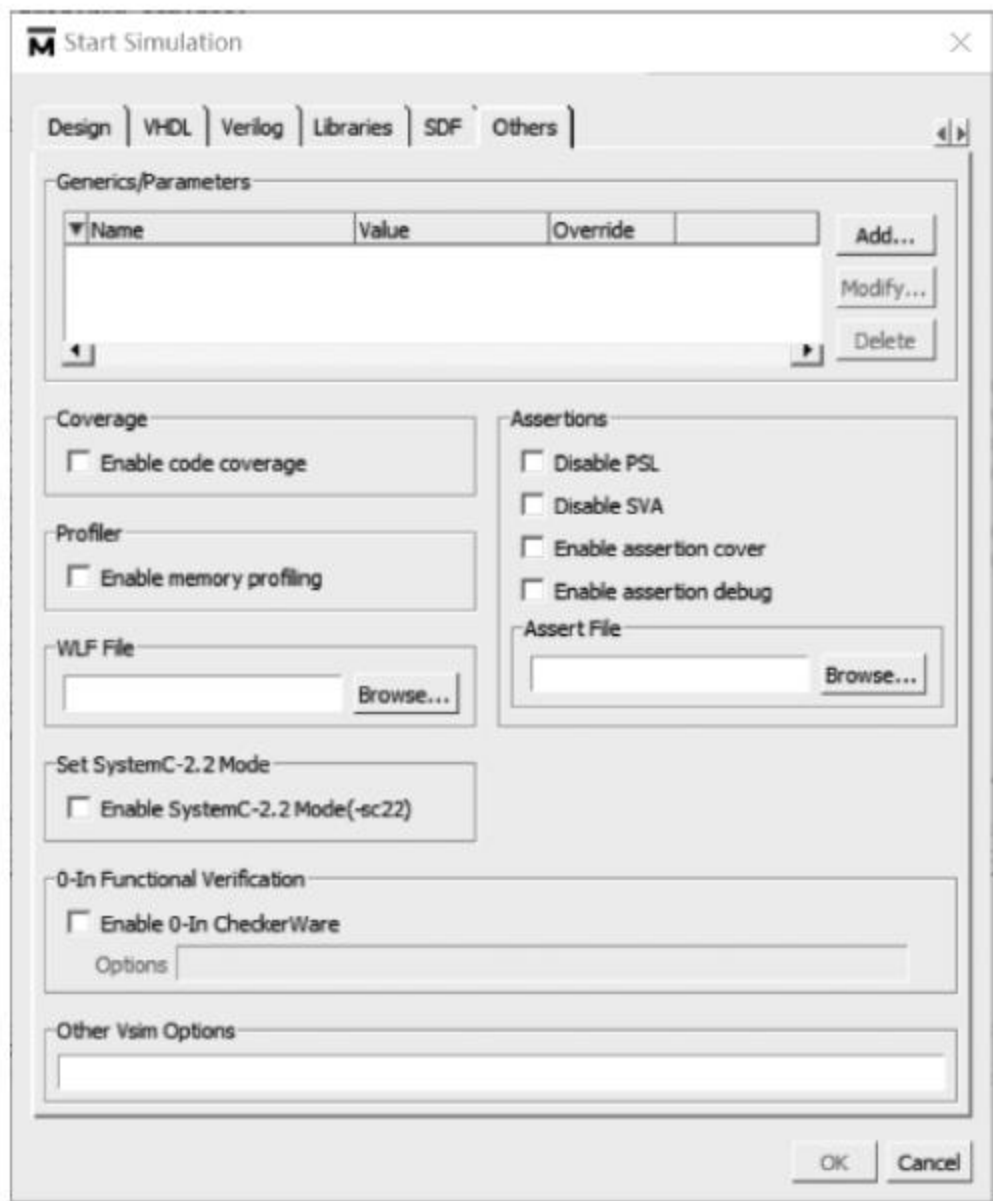 M Start Simulation
Design VHDL Verilog Libraries SDF Others
Generics/Parameters
Name Value Override
Add...
Modify...
Delete
Coverage
Enable code coverage
Profiler
Enable memory profiling
WLF File
Browse...
Assertions
Disable PSL
Disable SVA
Enable assertion cover
Enable assertion debug
Assert File
Browse...
Set SystemC-2.2 Mode
Enable SystemC-2.2 Mode(-sc22)
0-In Functional Verification
Enable 0-In CheckerWare
Options
Other Vsim Options
OK Cancel